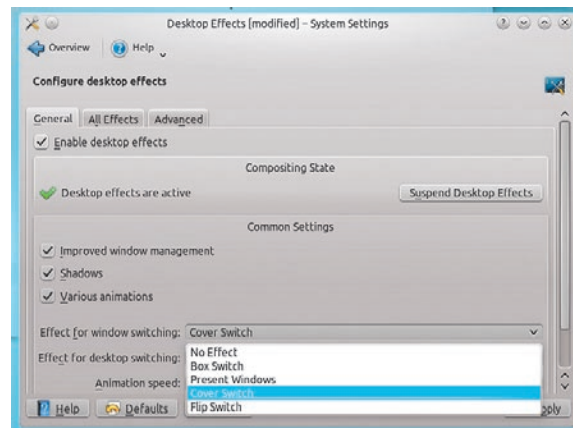 Desktop Effects [modified] – System Settings
Overview Help
Configure desktop effects
General All Effects Advanced
Enable desktop effects
Compositing State
Desktop effects are active Suspend Desktop Effects
Common Settings
Improved window management
Shadows
Various animations
Effect for window switching: Cover Switch
Effect for desktop switching:
No Effect
Box Switch
Animation speed: Present Windows
Cover Switch
Flip Switch
Help Defaults